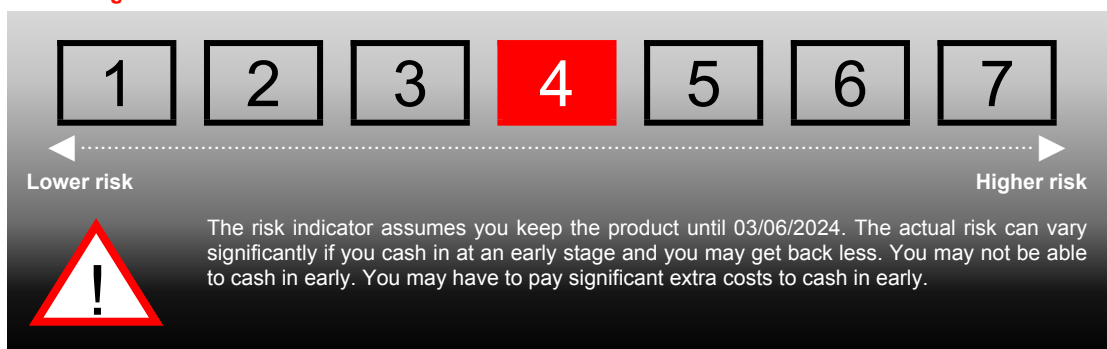 1 2 3 4 5 6 7
Lower risk Higher risk
The risk indicator assumes you keep the product until 03/06/2024. The actual risk can vary
significantly if you cash in at an early stage and you may get back less. You may not be able
to cash in early. You may have to pay significant extra costs to cash in early.
!